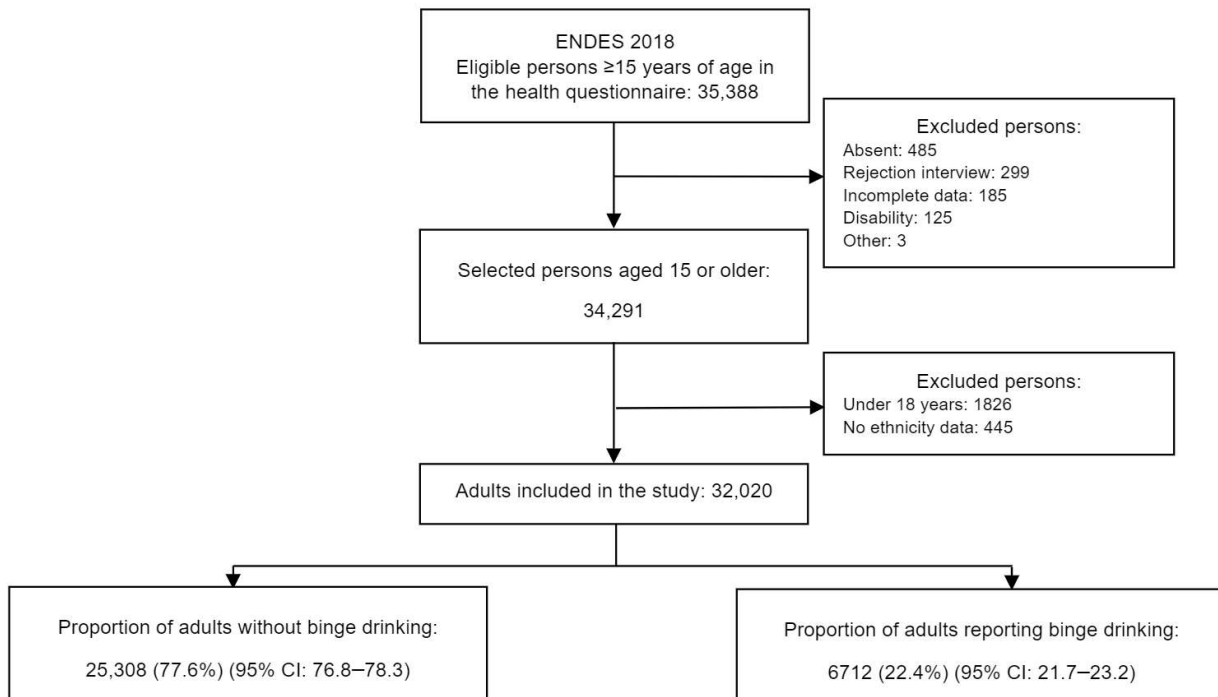 ENDES 2018
Eligible persons ≥15 years of age in
the health questionnaire: 35,388
Excluded persons:
Absent: 485
Rejection interview: 299
Incomplete data: 185
Disability: 125
Other: 3
Selected persons aged 15 or older:
34,291
Excluded persons:
Under 18 years: 1826
No ethnicity data: 445
Adults included in the study: 32,020
Proportion of adults without binge drinking:
25,308 (77.6%) (95% CI: 76.8–78.3)
Proportion of adults reporting binge drinking:
6712 (22.4%) (95% CI: 21.7–23.2)